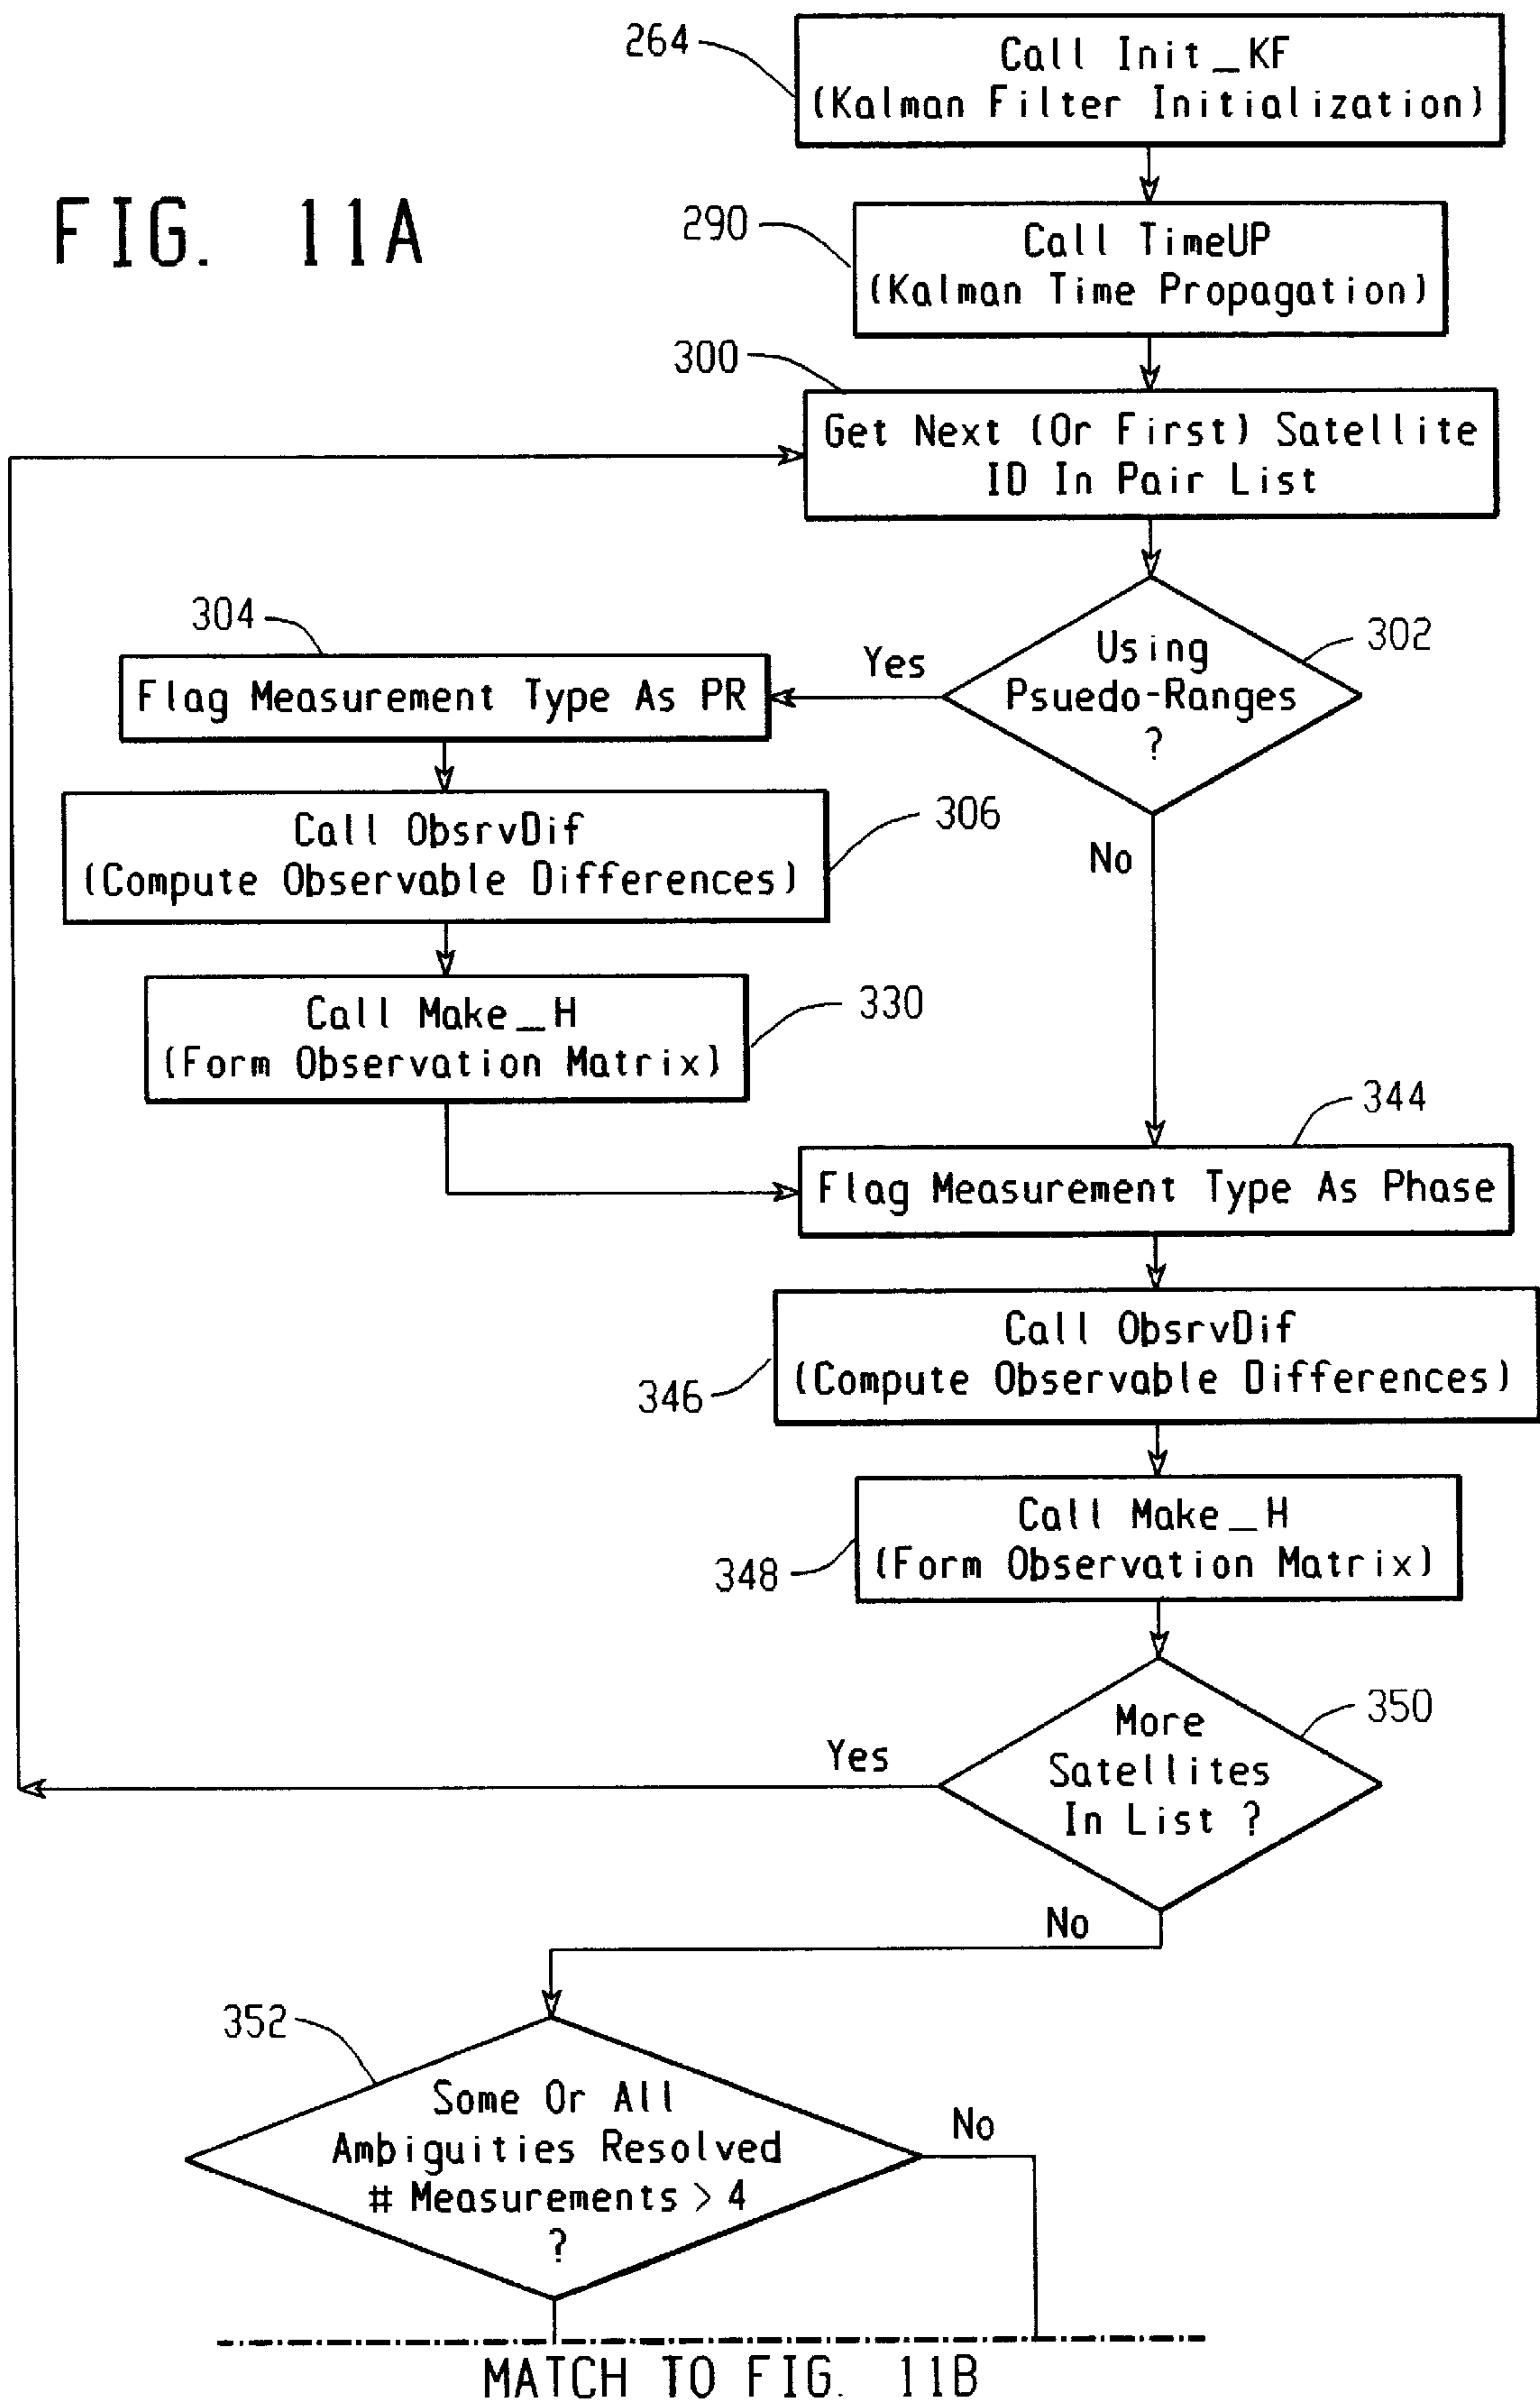 264
Call Init_KF
(Kalman Filter Initialization)
FIG. 11A
290
Call TimeUP
(Kalman Time Propagation)
300
Get Next (Or First) Satellite
ID In Pair List
302
Using
Psuedo-Ranges
?
Yes
No
304
Flag Measurement Type As PR
306
Call ObsrvDif
(Compute Observable Differences)
330
Call Make_H
(Form Observation Matrix)
344
Flag Measurement Type As Phase
346
Call ObsrvDif
(Compute Observable Differences)
348
Call Make_H
(Form Observation Matrix)
350
More
Satellites
In List ?
Yes
No
352
Some Or All
Ambiguities Resolved
# Measurements > 4
?
No
MATCH TO FIG. 11B